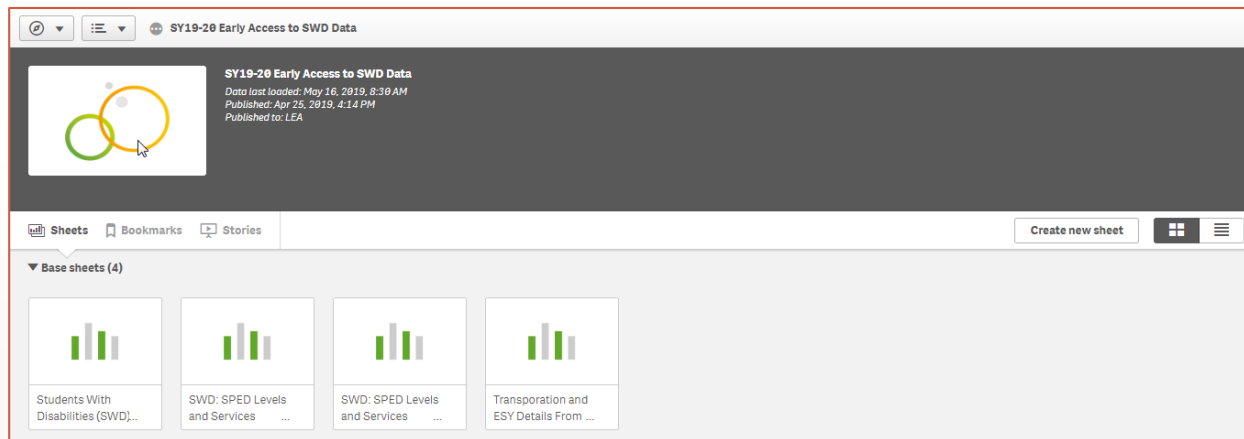 SY19-20 Early Access to SWD Data
SY19-20 Early Access to SWD Data
Data last loaded: May 16, 2019, 8:30 AM
Published: Apr 25, 2019, 4:14 PM
Published to: LEA
Sheets Bookmarks Stories Create new sheet
Base sheets (4)
Students With
Disabilities (SWD)...
SWD: SPED Levels
and Services ...
SWD: SPED Levels
and Services ...
Transporation and
ESY Details From ...